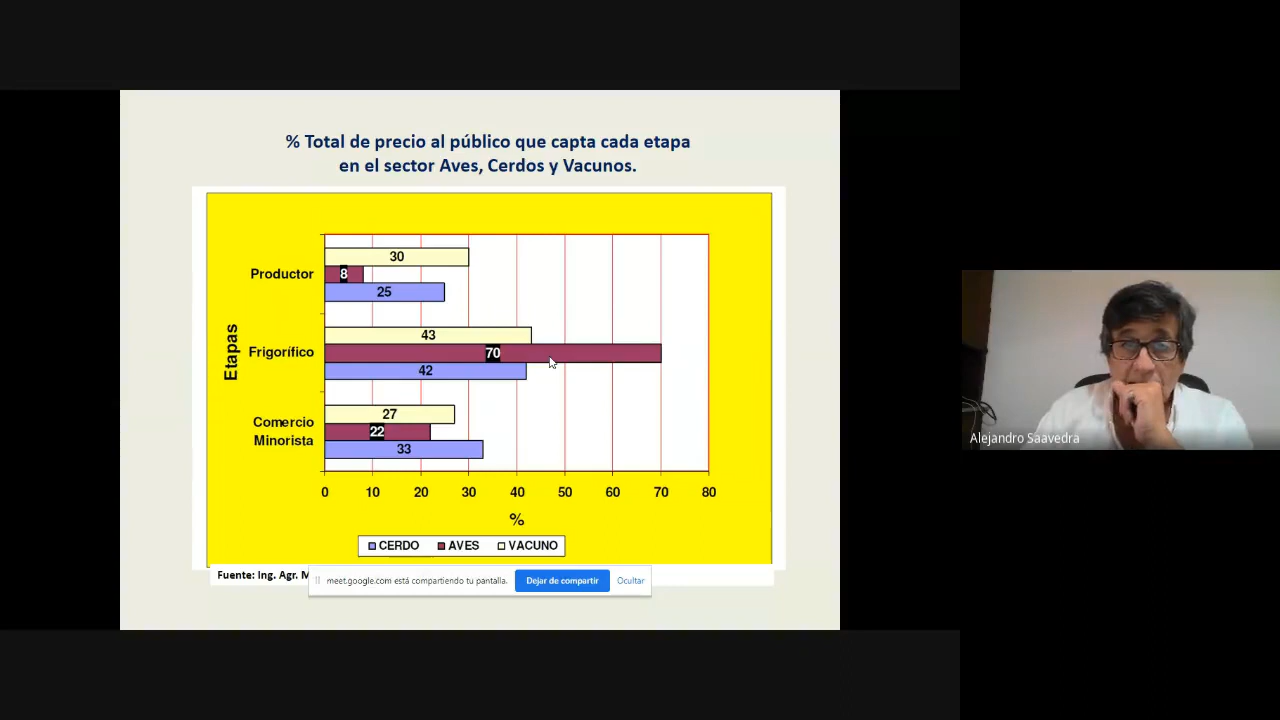 % Total de precio al público que capta cada etapa
en el sector Aves, Cerdos y Vacunos.
Etapas
Productor
30
8
25
Frigorífico
43
70
42
Comercio
Minorista
27
22
33
0 10 20 30 40 50 60 70 80
%
CERDO AVES VACUNO
Fuente: Ing. Agr.
meet.google.com está compartiendo tu pantalla. Dejar de compartir Ocultar
Alejandro Saavedra